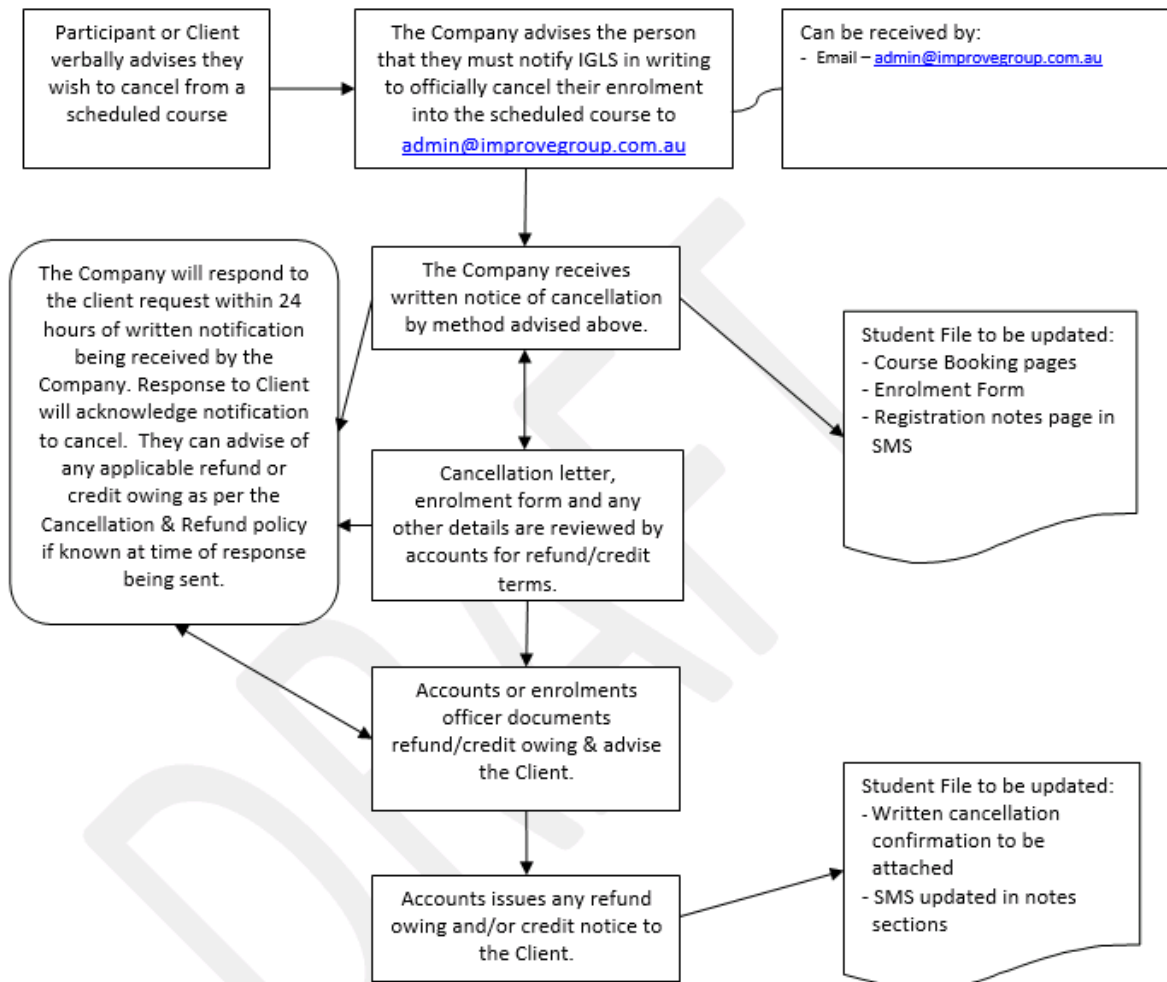 Participant or Client
verbally advises they
wish to cancel from a
scheduled course
The Company advises the person
that they must notify IGLS in writing
to officially cancel their enrolment
into the scheduled course to
admin@improvegroup.com.au
Can be received by:
- Email – admin@improvegroup.com.au
The Company will respond to
the client request within 24
hours of written notification
being received by the
Company. Response to Client
will acknowledge notification
to cancel.  They can advise of
any applicable refund or
credit owing as per the
Cancellation & Refund policy
if known at time of response
being sent.
The Company receives
written notice of cancellation
by method advised above.
Student File to be updated:
- Course Booking pages
- Enrolment Form
- Registration notes page in
SMS
Cancellation letter,
enrolment form and any
other details are reviewed by
accounts for refund/credit
terms.
Accounts or enrolments
officer documents
refund/credit owing & advise
the Client.
Accounts issues any refund
owing and/or credit notice to
the Client.
Student File to be updated:
- Written cancellation
confirmation to be
attached
- SMS updated in notes
sections
DRAFT